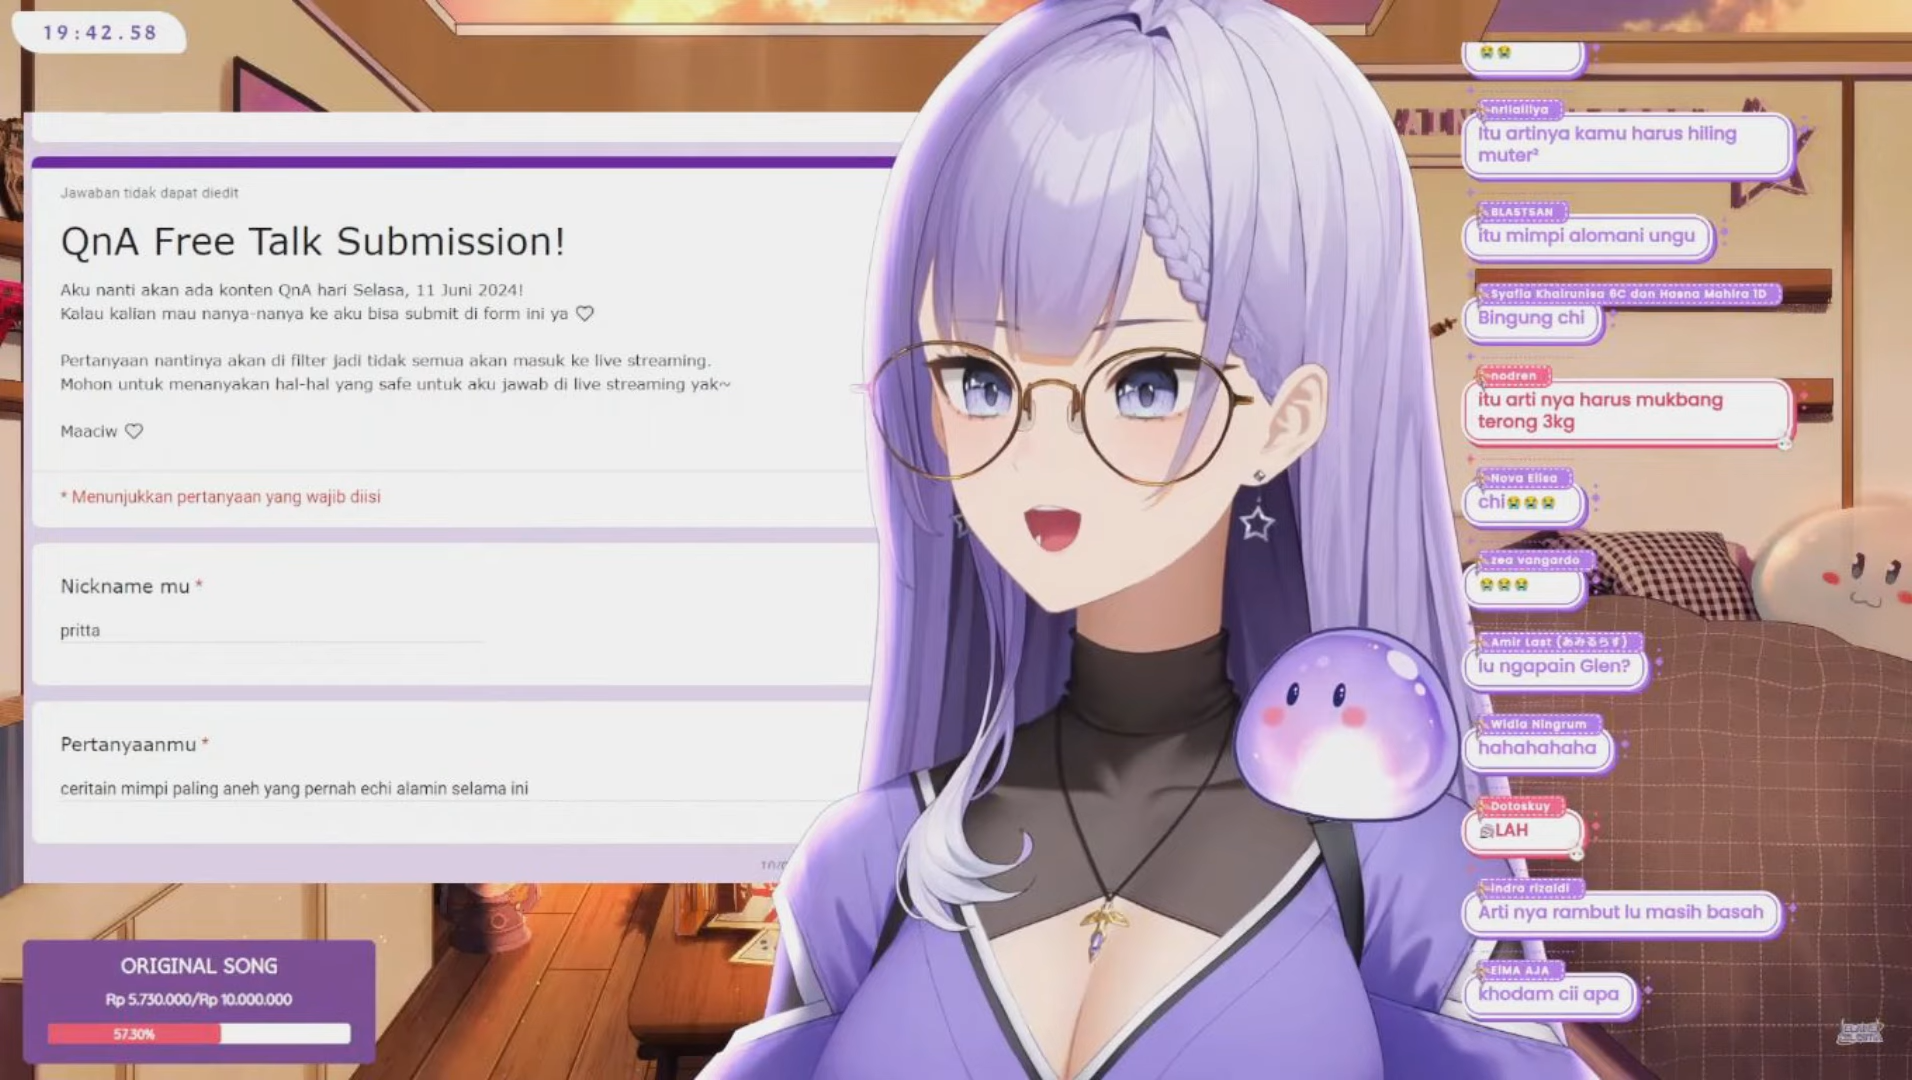 19:42.58
Jawaban tidak dapat diedit
QnA Free Talk Submission!
Aku nanti akan ada konten QnA hari Selasa, 11 Juni 2024!
Kalau kalian mau nanya-nanya ke aku bisa submit di form ini ya ♡
Pertanyaan nantinya akan di filter jadi tidak semua akan masuk ke live streaming.
Mohon untuk menanyakan hal-hal yang safe untuk aku jawab di live streaming yak~
Maaciw ♡
* Menunjukkan pertanyaan yang wajib diisi
Nickname mu *
pritta
Pertanyaanmu *
ceritain mimpi paling aneh yang pernah echi alamin selama ini
ORIGINAL SONG
Rp 5.730.000/Rp 10.000.000
57.30%
😭😭
nrilailiya
Itu artinya kamu harus hiling
muter²
BLASTSAN
itu mimpi alomani ungu
Syafia Khairunisa 6C dan Hasna Mahira 1D
Bingung chi
nodren
itu arti nya harus mukbang
terong 3kg
Nova Elisa
chi😭😭😭
zea vangardo
😭😭😭
Amir Last (あみるらす)
lu ngapain Glen?
Widia Ningrum
hahahahaha
Dotoskuy
LAH
indra rizaldi
Arti nya rambut lu masih basah
EIMA AJA
khodam cii apa